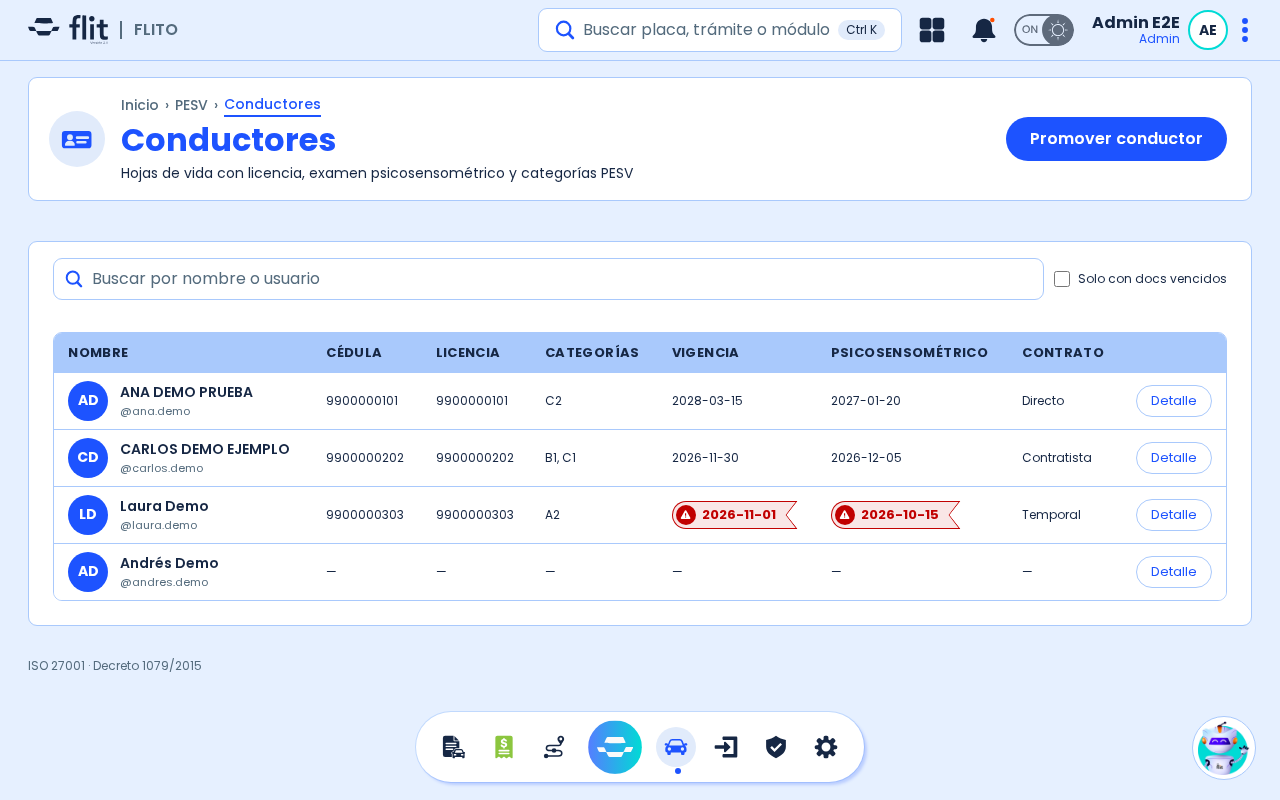 flit
FLITO
Buscar placa, trámite o módulo
Ctrl K
ON
Admin E2E
Admin
AE
Inicio › PESV › Conductores
Conductores
Hojas de vida con licencia, examen psicosensométrico y categorías PESV
Promover conductor
Buscar por nombre o usuario
Solo con docs vencidos
NOMBRE CÉDULA LICENCIA CATEGORÍAS VIGENCIA PSICOSENSOMÉTRICO CONTRATO
AD ANA DEMO PRUEBA 9900000101 9900000101 C2 2028-03-15 2027-01-20 Directo Detalle
@ana.demo
CD CARLOS DEMO EJEMPLO 9900000202 9900000202 B1, C1 2026-11-30 2026-12-05 Contratista Detalle
@carlos.demo
LD Laura Demo 9900000303 9900000303 A2 2026-11-01 2026-10-15 Temporal Detalle
@laura.demo
AD Andrés Demo — — — — — — Detalle
@andres.demo
ISO 27001 · Decreto 1079/2015